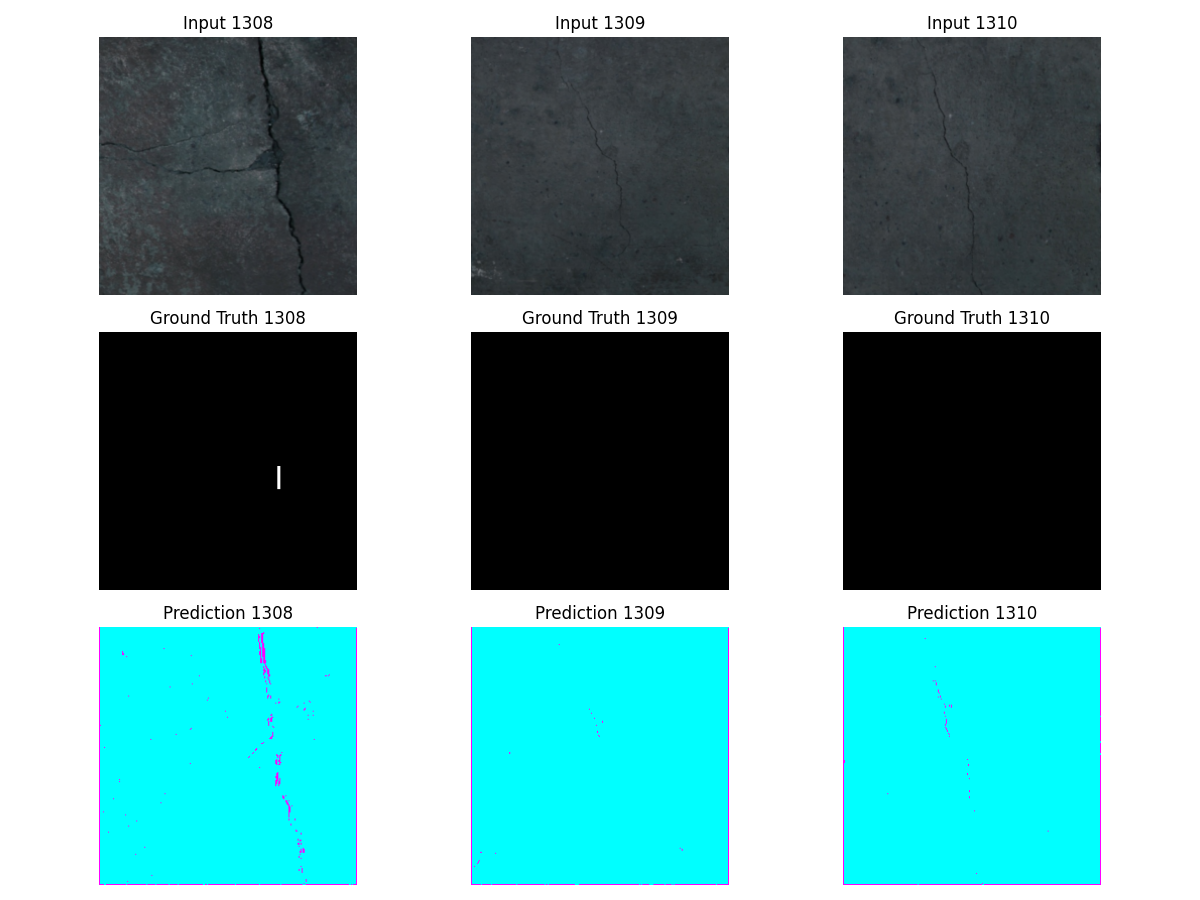 Input 1308
Input 1309
Input 1310
Ground Truth 1308
Ground Truth 1309
Ground Truth 1310
Prediction 1308
Prediction 1309
Prediction 1310